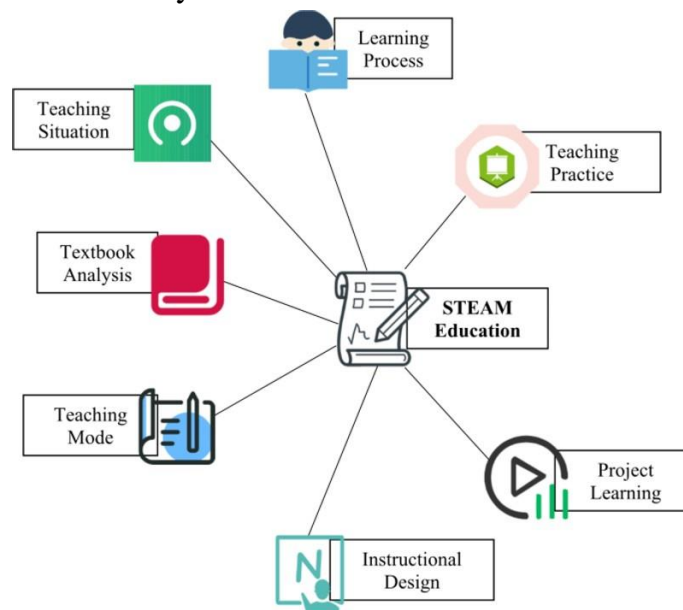 Learning
Process
Teaching
Situation
Teaching
Practice
Textbook
Analysis
STEAM
Education
Teaching
Mode
Project
Learning
N
Instructional
Design